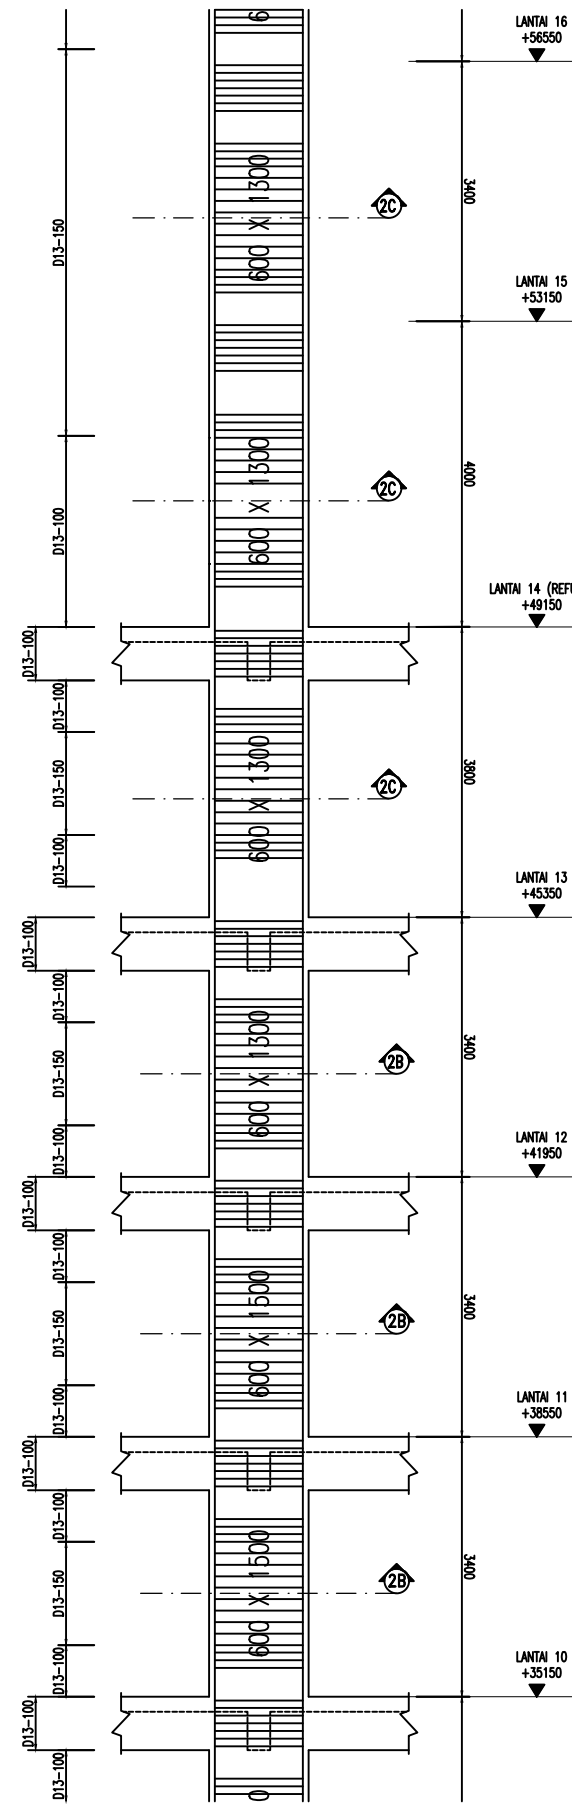 6
LANTAI 16
+56550
600 X 1300
3400
2C
D13-150
LANTAI 15
+53150
600 X 1300
4000
2C
D13-100
LANTAI 14 (REFU
+49150
D13-100
D13-100
600 X 1300
3800
D13-150
2C
D13-100
LANTAI 13
+45350
D13-100
D13-100
600 X 1300
3400
D13-150
2B
D13-100
LANTAI 12
+41950
D13-100
D13-100
600 X 1500
3400
D13-150
2B
D13-100
LANTAI 11
+38550
D13-100
D13-100
600 X 1500
3400
D13-150
2B
D13-100
LANTAI 10
+35150
D13-100
D13-100
0